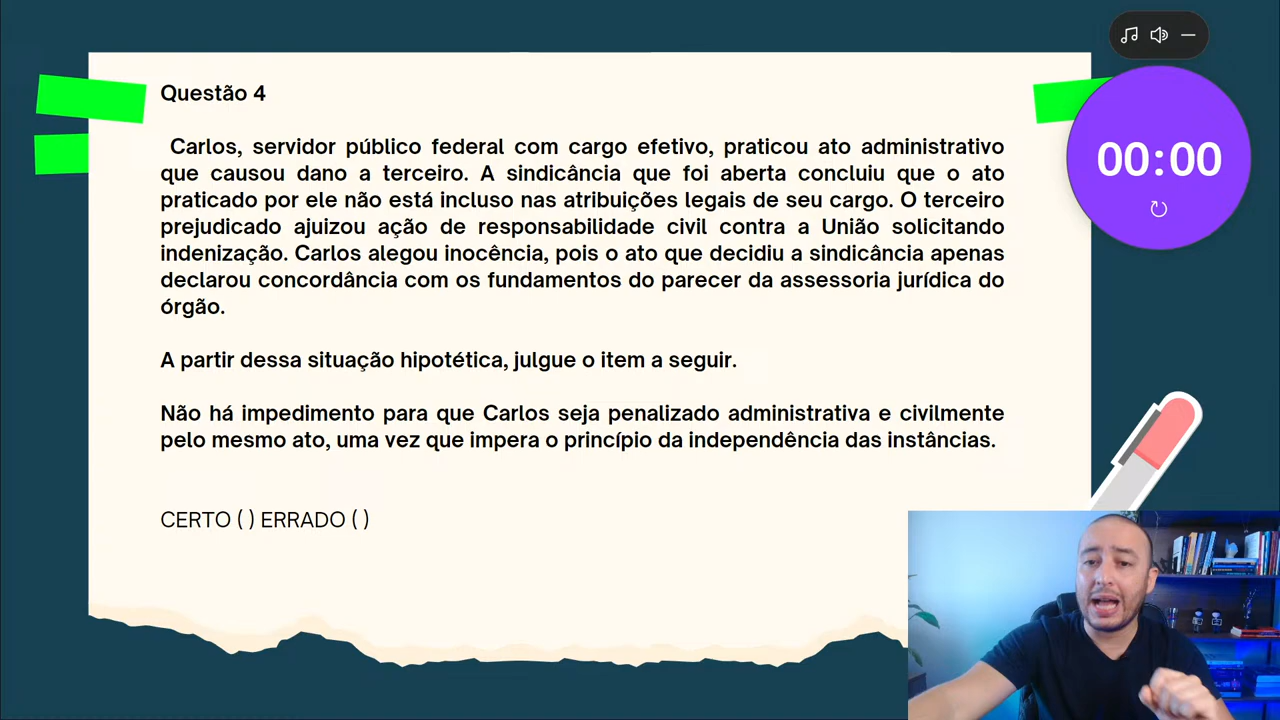 00:00
Questão 4
Carlos, servidor público federal com cargo efetivo, praticou ato administrativo
que causou dano a terceiro. A sindicância que foi aberta concluiu que o ato
praticado por ele não está incluso nas atribuições legais de seu cargo. O terceiro
prejudicado ajuizou ação de responsabilidade civil contra a União solicitando
indenização. Carlos alegou inocência, pois o ato que decidiu a sindicância apenas
declarou concordância com os fundamentos do parecer da assessoria jurídica do
órgão.
A partir dessa situação hipotética, julgue o item a seguir.
Não há impedimento para que Carlos seja penalizado administrativa e civilmente
pelo mesmo ato, uma vez que impera o princípio da independência das instâncias.
CERTO ( ) ERRADO ( )